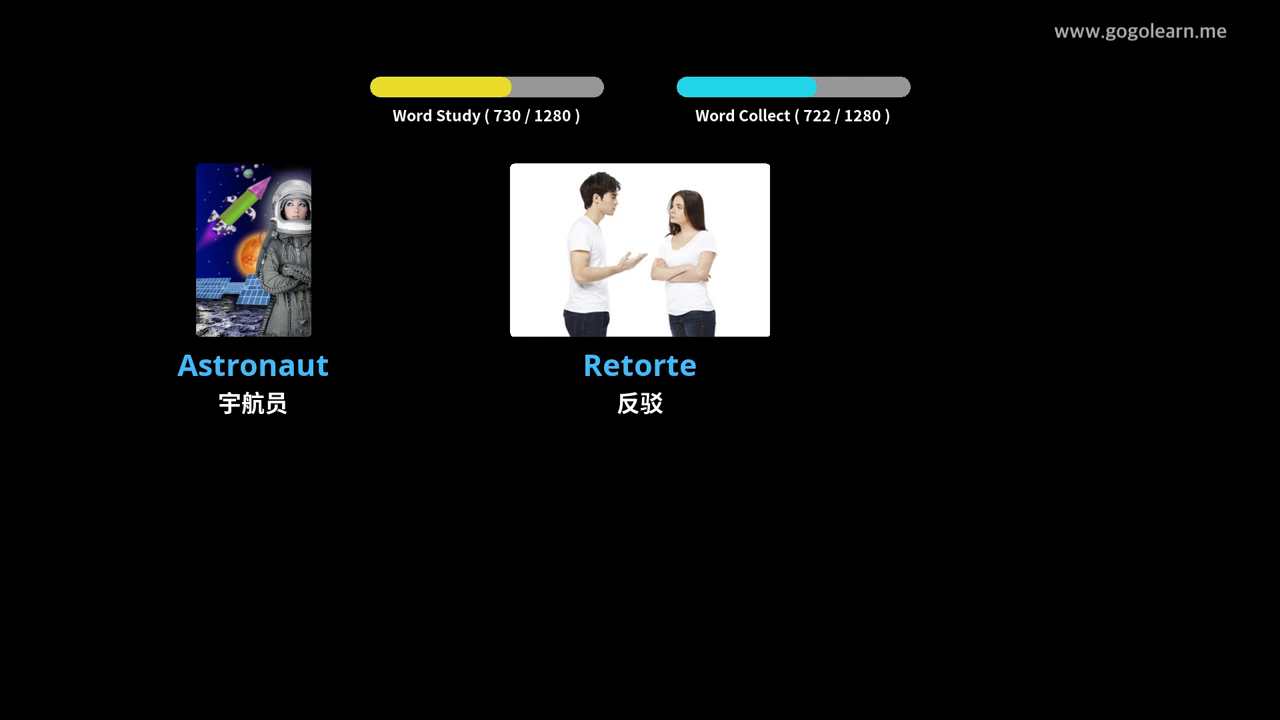 www.gogolearn.me
Word Study ( 730 / 1280 )
Word Collect ( 722 / 1280 )
Astronaut
宇航员
Retorte
反驳